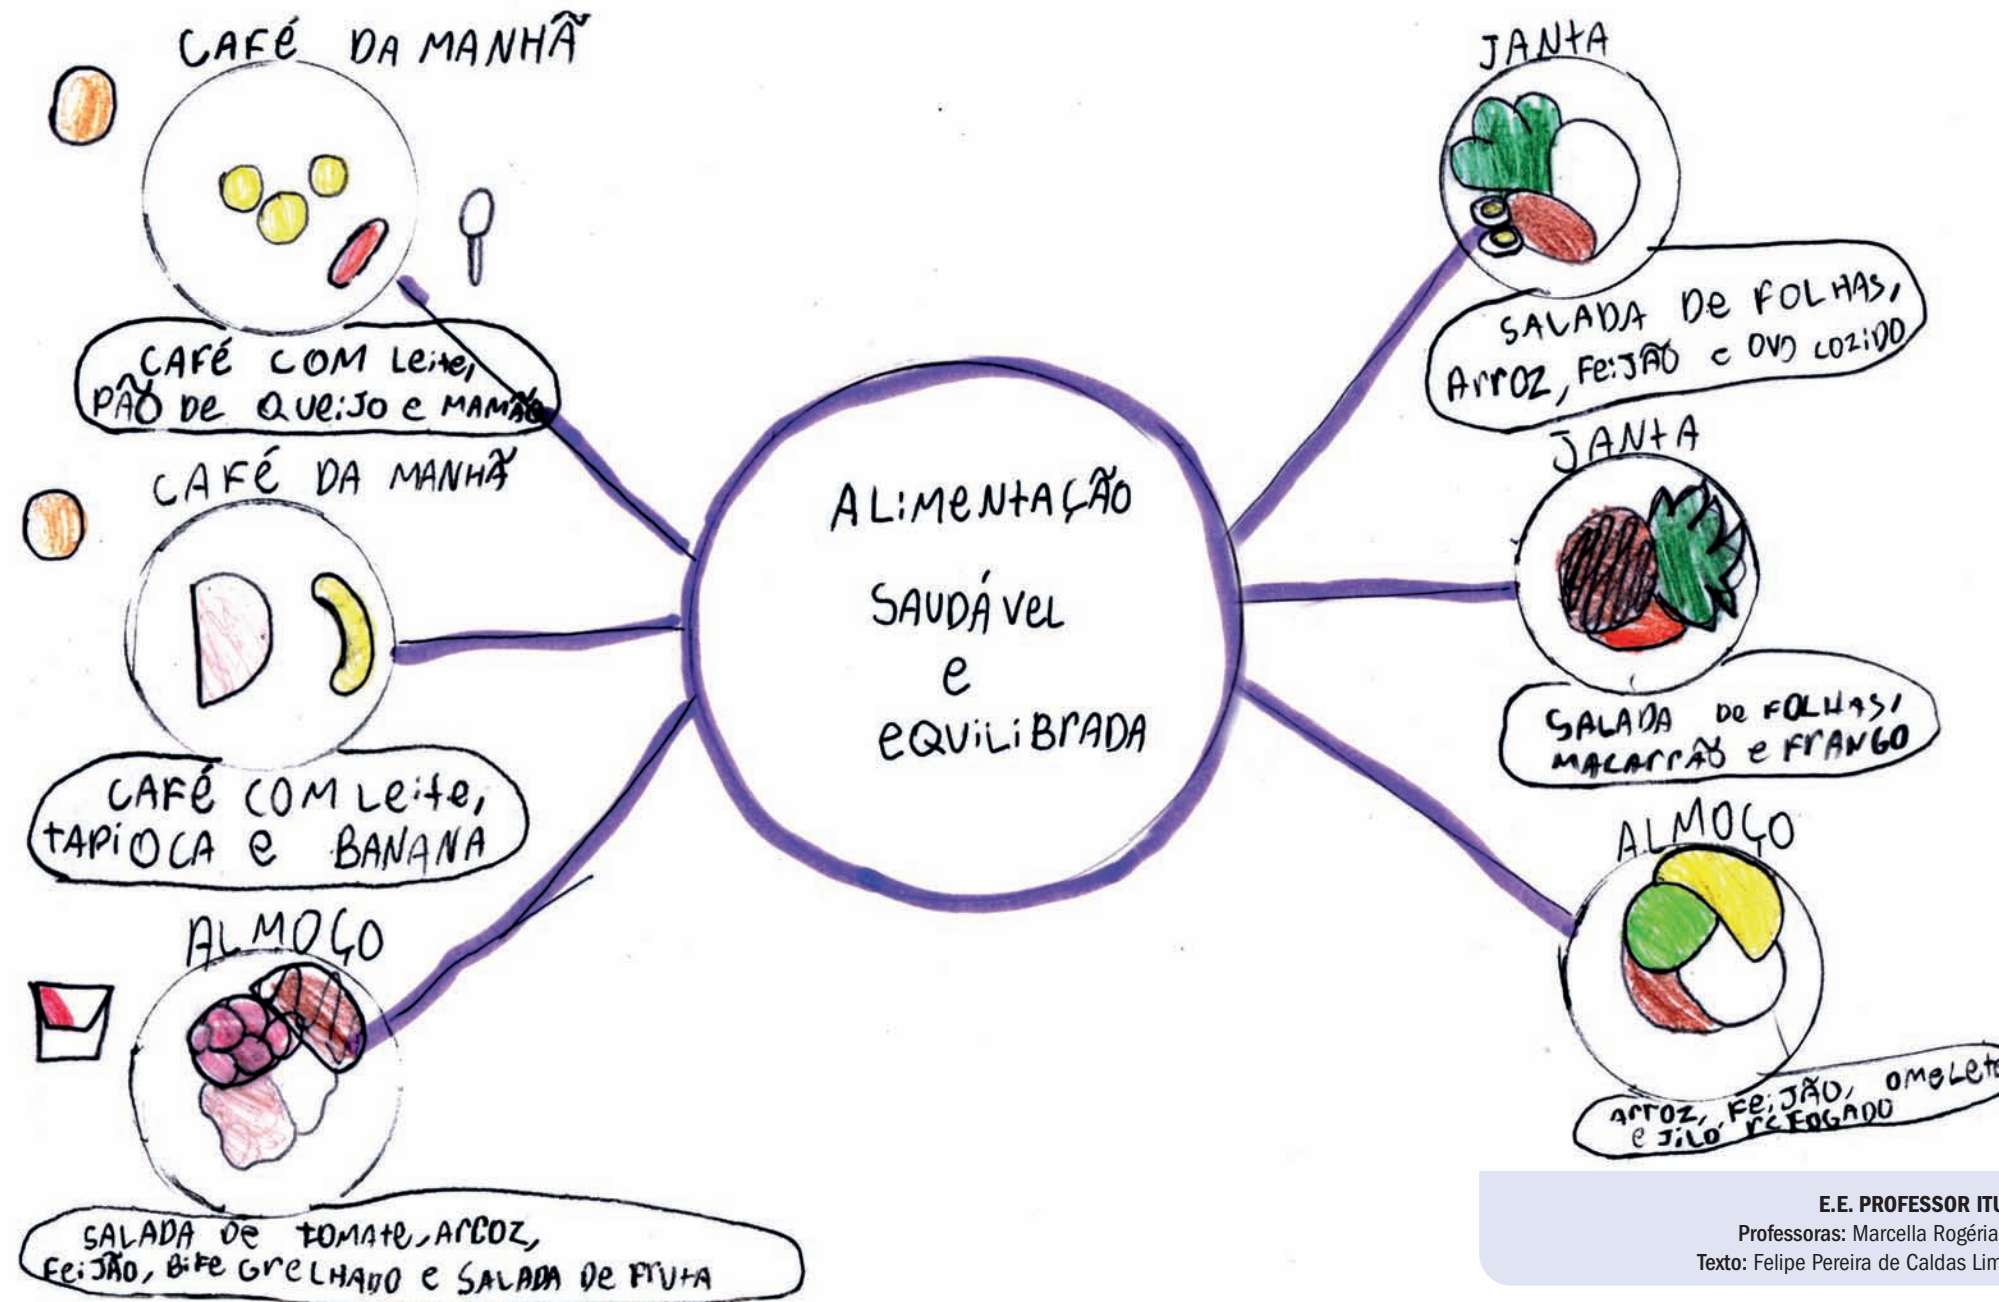 CAFÉ DA MANHÃ
CAFÉ COM Leite,
PÃO De QUeiJO e MAMÃO
CAFÉ DA MANHÃ
CAFÉ COM Leite,
tAPiOCA e BANANA
ALMOÇO
SALADA De tOMAte, ArrOZ,
FeiJÃO, BiFe GreLHADO e SALADA De FrUtA
ALiMeNtAÇÃO
SAUDÁVeL
e
eQUiLiBrADA
JANtA
SALADA De FOLHAS,
ArrOZ, FeiJÃO e OVO COZiDO
JANtA
SALADA De FOLHAS,
MACArrÃO e FrANGO
ALMOÇO
ArrOZ, FeiJÃO, OMeLete
e JiLÓ reFOGADO
E.E. PROFESSOR
Professoras: Marcella Rogéria
Texto: Felipe Pereira de Caldas